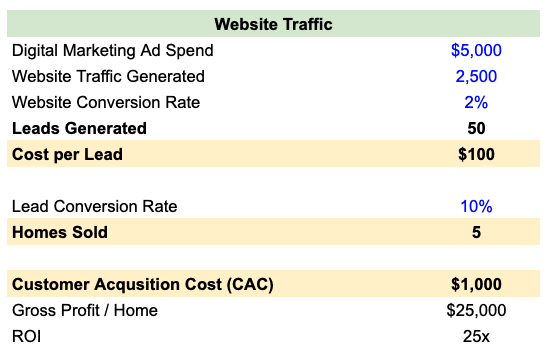 Website Traffic
Digital Marketing Ad Spend $5,000
Website Traffic Generated 2,500
Website Conversion Rate 2%
Leads Generated 50
Cost per Lead $100
Lead Conversion Rate 10%
Homes Sold 5
Customer Acqusition Cost (CAC) $1,000
Gross Profit / Home $25,000
ROI 25x